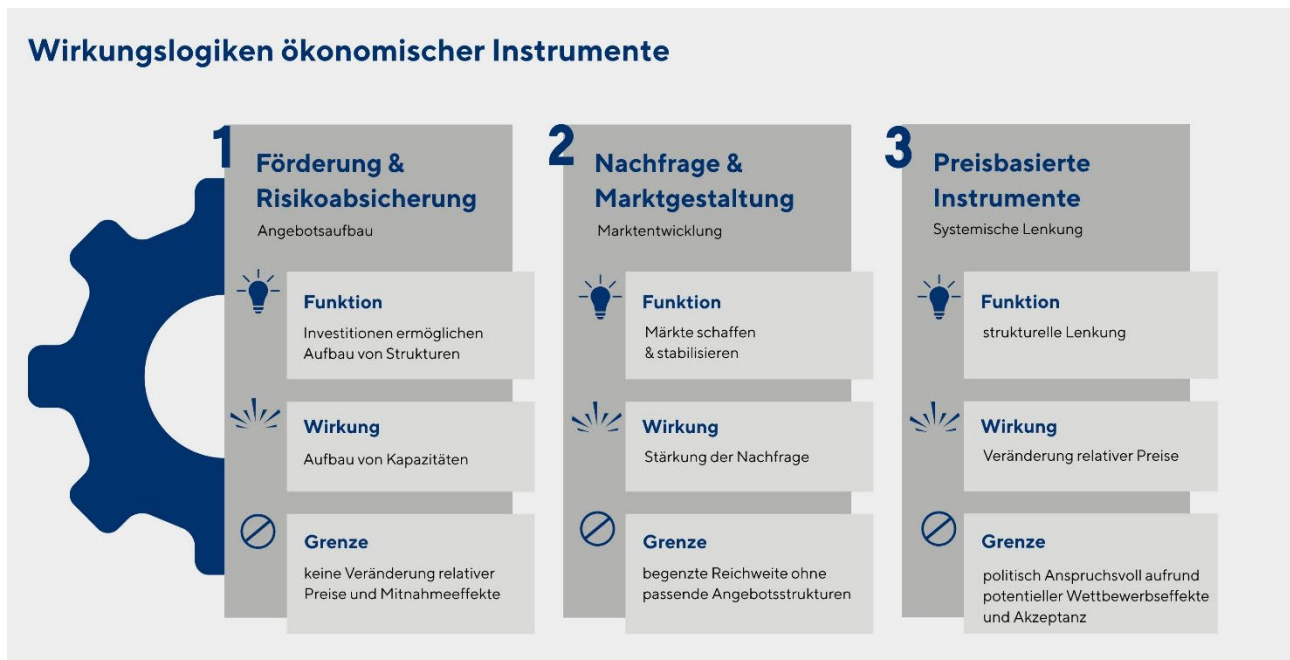 Wirkungslogiken ökonomischer Instrumente
1
Förderung &
Risikoabsicherung
Angebotsaufbau
Funktion
Investitionen ermöglichen
Aufbau von Strukturen
Wirkung
Aufbau von Kapazitäten
Grenze
keine Veränderung relativer
Preise und Mitnahmeeffekte
2
Nachfrage &
Marktgestaltung
Marktentwicklung
Funktion
Märkte schaffen
& stabilisieren
Wirkung
Stärkung der Nachfrage
Grenze
begenzte Reichweite ohne
passende Angebotsstrukturen
3
Preisbasierte
Instrumente
Systemische Lenkung
Funktion
strukturelle Lenkung
Wirkung
Veränderung relativer Preise
Grenze
politisch Anspruchsvoll aufrund
potentieller Wettbewerbseffekte
und Akzeptanz